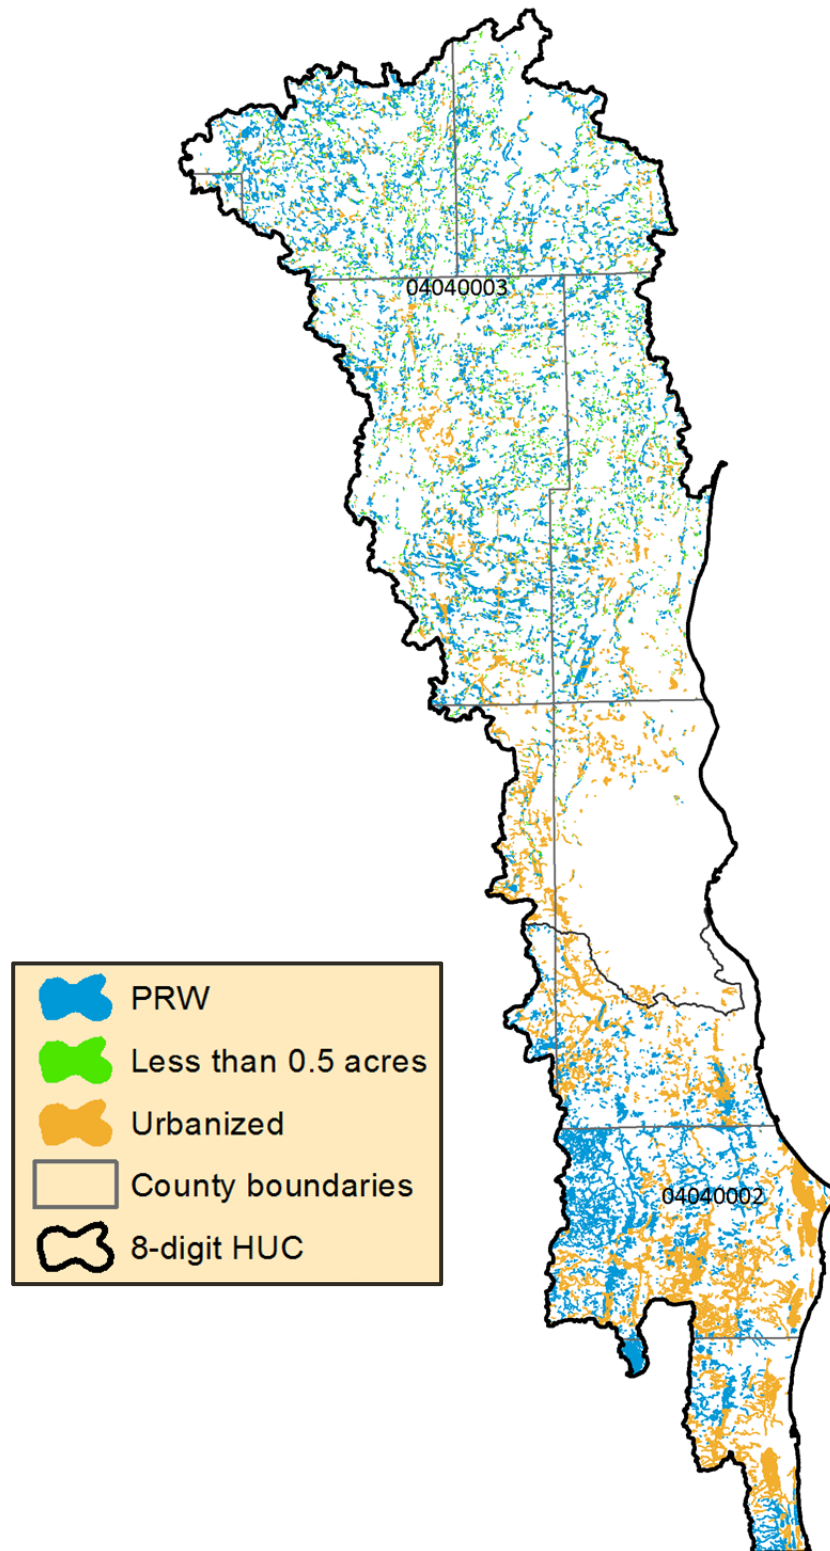 04040003
PRW
Less than 0.5 acres
Urbanized
County boundaries
8-digit HUC
04040002